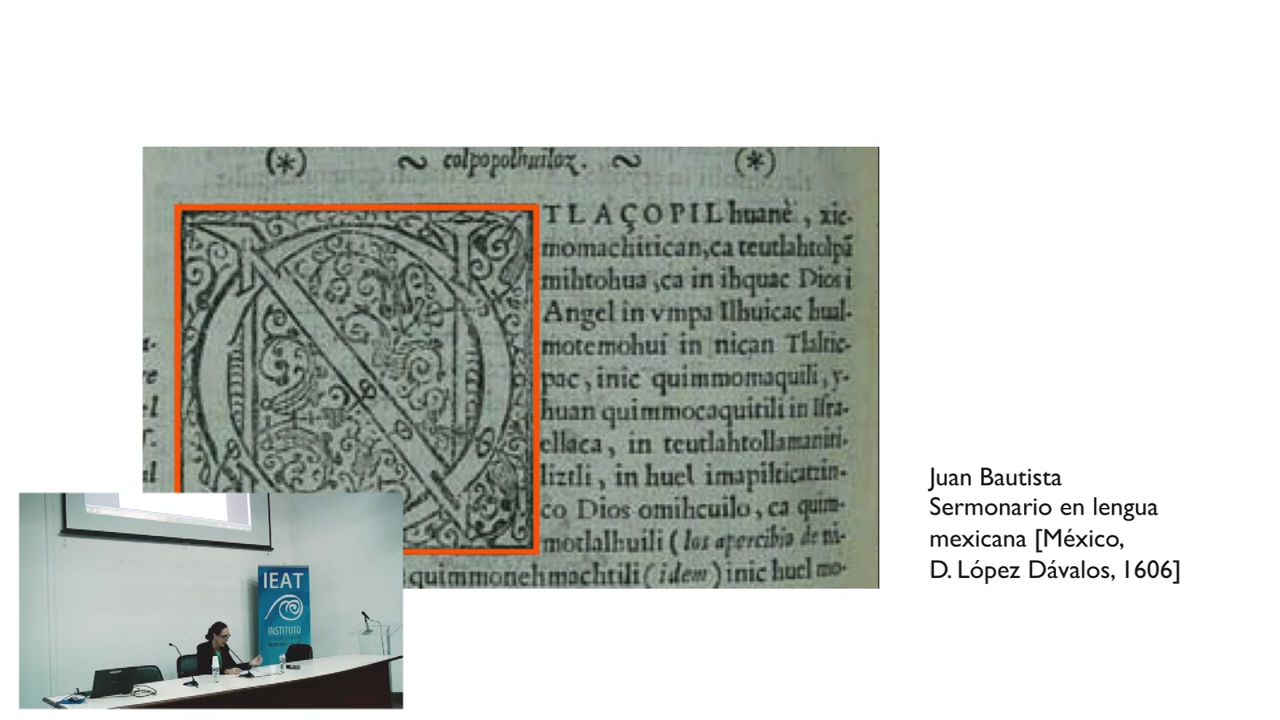 (*) ~ colpopolhuiloz. ~ (*)
N TLAÇOPILhuanè, xic-
momachitican, ca teutlahtolpã
mihtohua, ca in ihquac Dios i
Angel in vmpa Ilhuicac hual-
motemohui in nican Tlaltic-
pac, inic quimmomaquili, y-
huan quimmocaquitili in Isra-
ellaca, in teutlahtollamaniti-
liztli, in huel imapilticatzin-
co Dios omihcuilo, ca quim-
motlalhuili (los apercibio de ni-
quimmonehmachtili (idem) inic huel mo-
Juan Bautista
Sermonario en lengua
mexicana [México,
D. López Dávalos, 1606]
IEAT
INSTITUTO